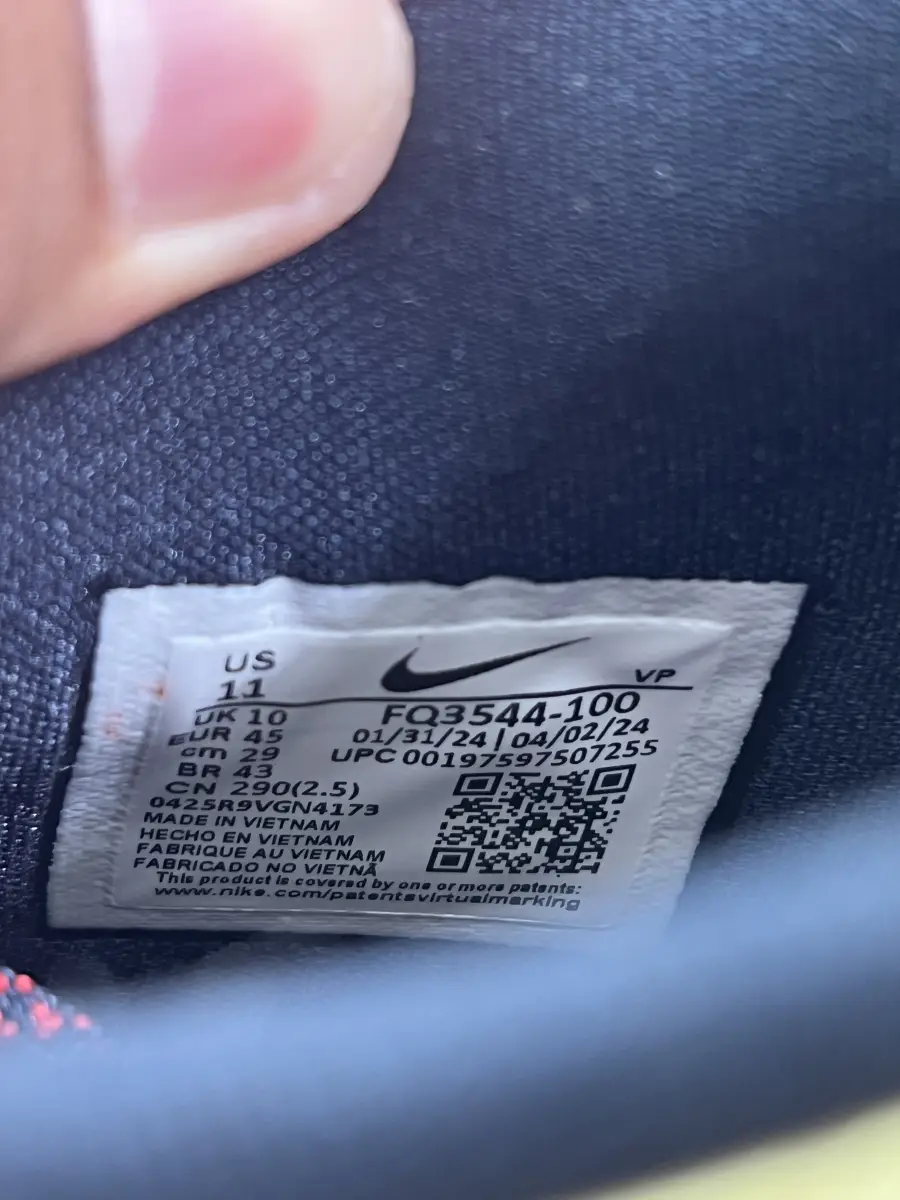 US
11
UK 10
EUR 45
cm 29
BR 43
CN 290(2.5)
VP
FQ3544-100
01/31/24 | 04/02/24
UPC 00197597507255
0425R9VGN4173
MADE IN VIETNAM
HECHO EN VIETNAM
FABRIQUE AU VIETNAM
FABRICADO NO VIETNÃ
This product is covered by one or more patents:
www.nike.com/patentsvirtualmarking